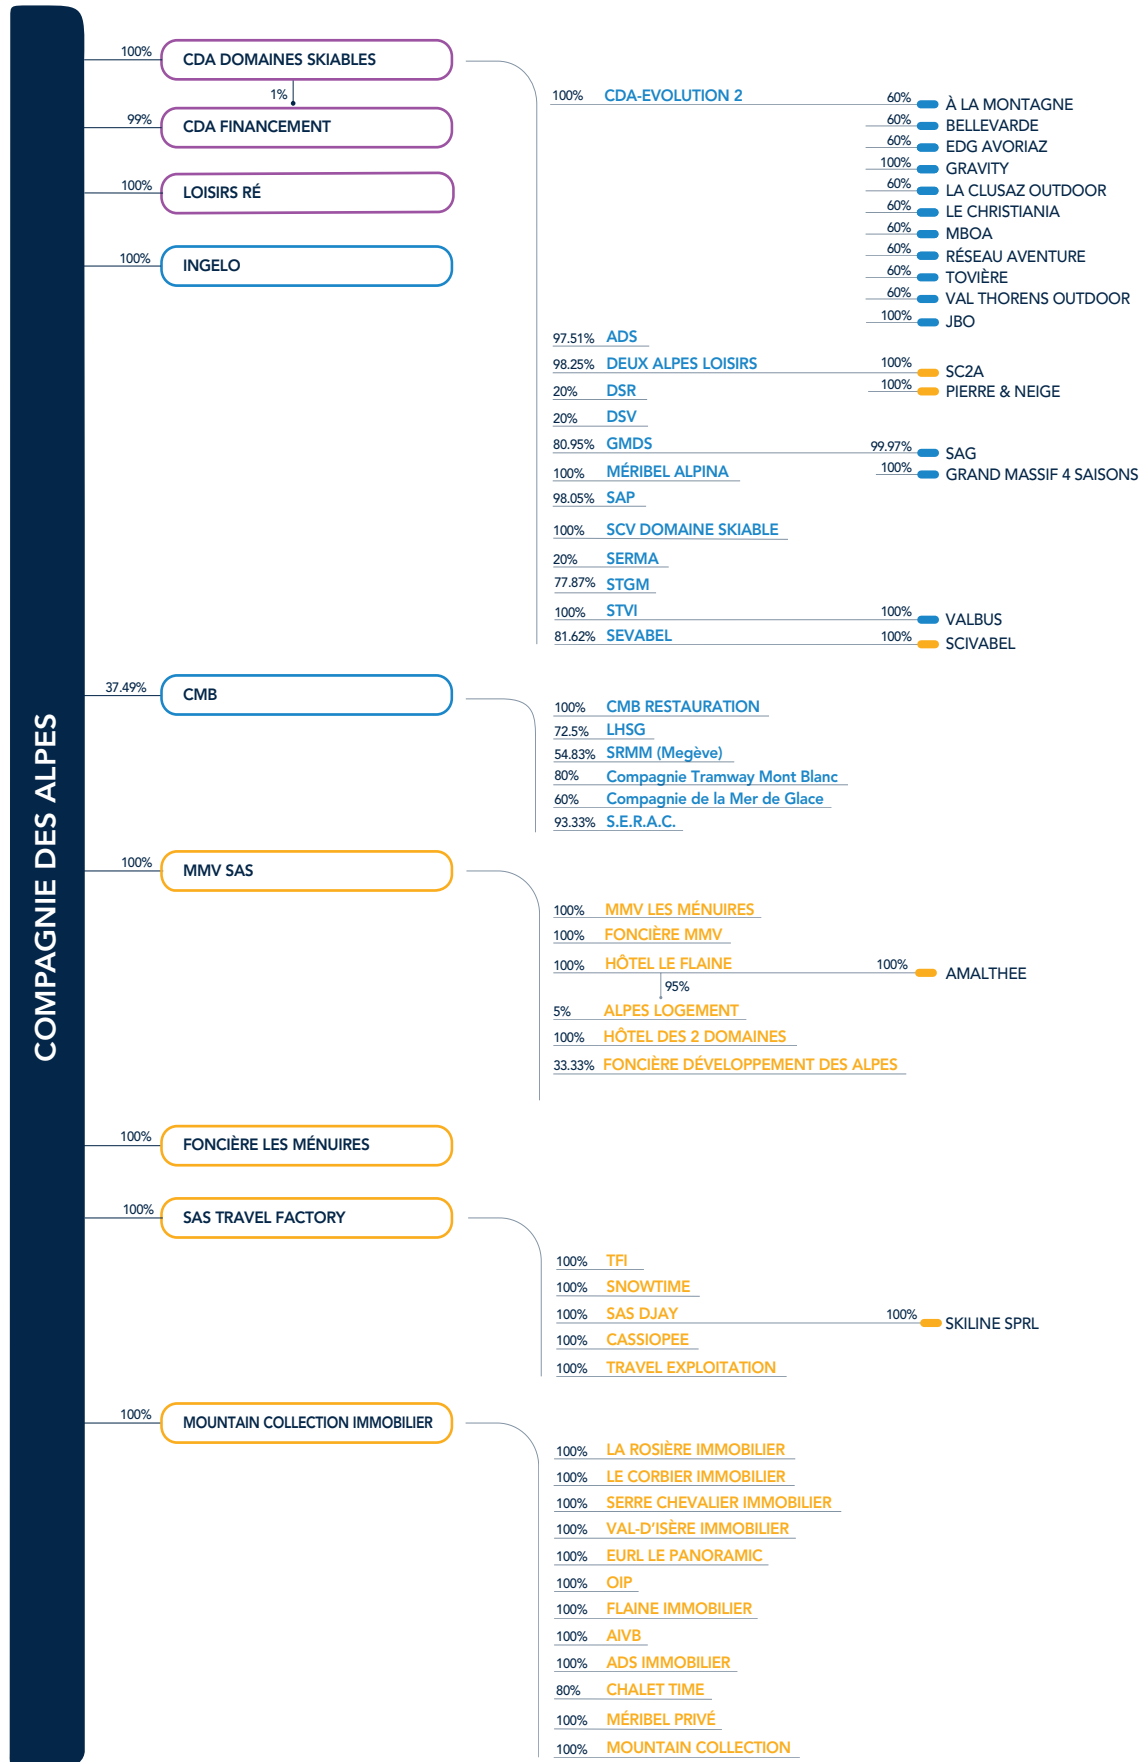 COMPAGNIE DES ALPES
100% CDA DOMAINES SKIABLES
1%
99% CDA FINANCEMENT
100% LOISIRS RÉ
100% INGELO
100% CDA-EVOLUTION 2
60% À LA MONTAGNE
60% BELLEVARDE
60% EDG AVORIAZ
100% GRAVITY
60% LA CLUSAZ OUTDOOR
60% LE CHRISTIANIA
60% MBOA
60% RÉSEAU AVENTURE
60% TOVIÈRE
60% VAL THORENS OUTDOOR
100% JBO
97.51% ADS
98.25% DEUX ALPES LOISIRS 100% SC2A
100% PIERRE & NEIGE
20% DSR
20% DSV
80.95% GMDS 99.97% SAG
100% GRAND MASSIF 4 SAISONS
100% MÉRIBEL ALPINA
98.05% SAP
100% SCV DOMAINE SKIABLE
20% SERMA
77.87% STGM
100% STVI 100% VALBUS
81.62% SEVABEL 100% SCIVABEL
37.49% CMB
100% CMB RESTAURATION
72.5% LHSG
54.83% SRMM (Megève)
80% Compagnie Tramway Mont Blanc
60% Compagnie de la Mer de Glace
93.33% S.E.R.A.C.
100% MMV SAS
100% MMV LES MÉNUIRES
100% FONCIÈRE MMV
100% HÔTEL LE FLAINE 100% AMALTHEE
95%
5% ALPES LOGEMENT
100% HÔTEL DES 2 DOMAINES
33.33% FONCIÈRE DÉVELOPPEMENT DES ALPES
100% FONCIÈRE LES MÉNUIRES
100% SAS TRAVEL FACTORY
100% TFI
100% SNOWTIME
100% SAS DJAY 100% SKILINE SPRL
100% CASSIOPEE
100% TRAVEL EXPLOITATION
100% MOUNTAIN COLLECTION IMMOBILIER
100% LA ROSIÈRE IMMOBILIER
100% LE CORBIER IMMOBILIER
100% SERRE CHEVALIER IMMOBILIER
100% VAL-D'ISÈRE IMMOBILIER
100% EURL LE PANORAMIC
100% OIP
100% FLAINE IMMOBILIER
100% AIVB
100% ADS IMMOBILIER
80% CHALET TIME
100% MÉRIBEL PRIVÉ
100% MOUNTAIN COLLECTION